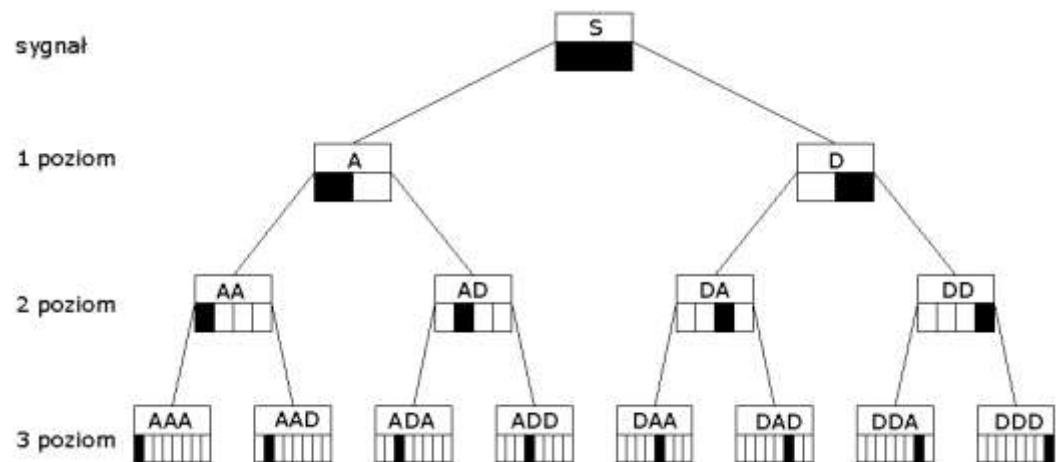 S
sygnał
1 poziom
A
D
2 poziom
AA
AD
DA
DD
3 poziom
AAA
AAD
ADA
ADD
DAA
DAD
DDA
DDD